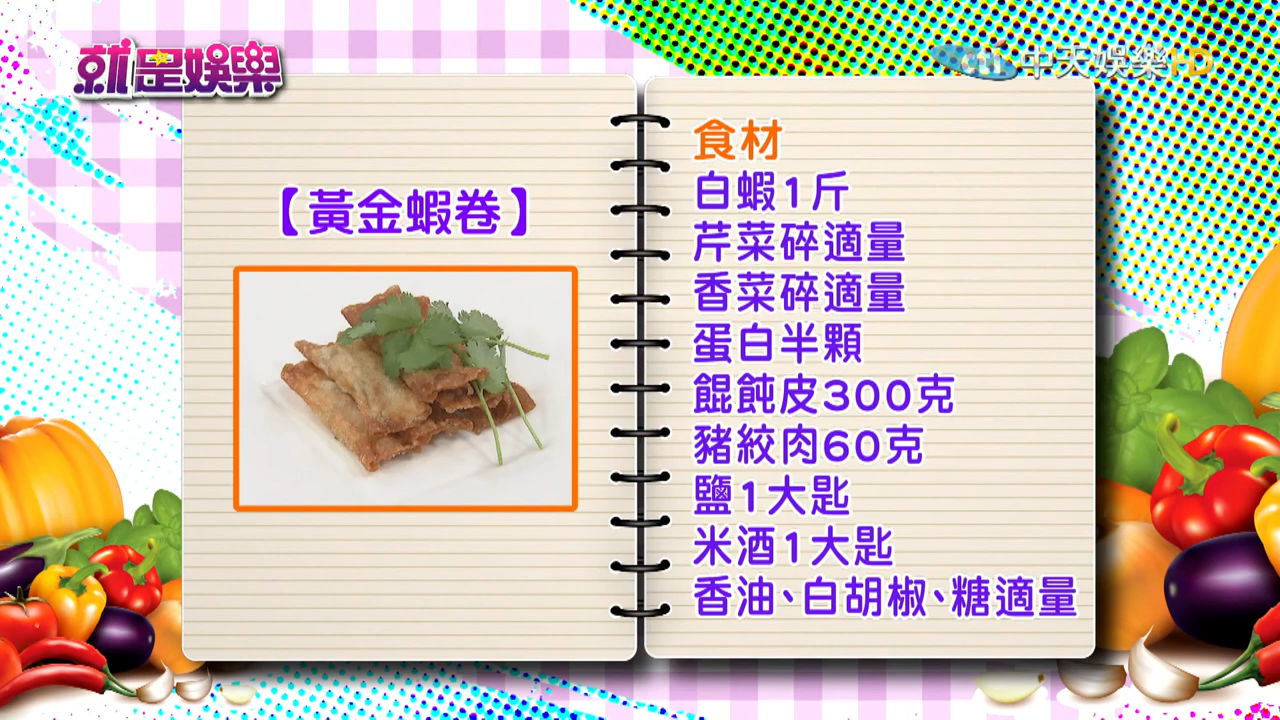 就是娛樂
cti 中天娛樂HD
【黃金蝦卷】
食材
白蝦1斤
芹菜碎適量
香菜碎適量
蛋白半顆
餛飩皮300克
豬絞肉60克
鹽1大匙
米酒1大匙
香油、白胡椒、糖適量